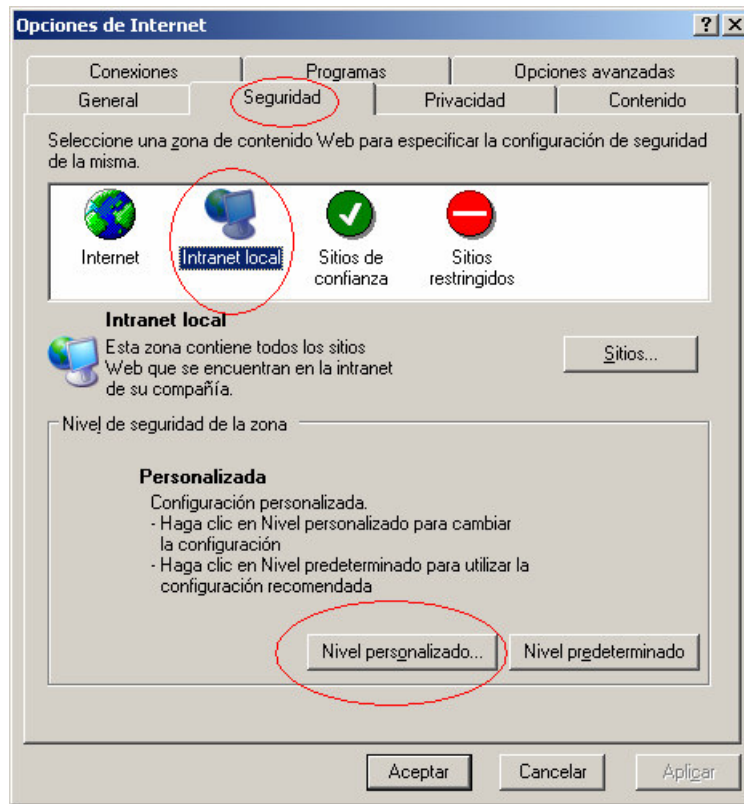 Opciones de Internet
Conexiones Programas Opciones avanzadas
General Seguridad Privacidad Contenido
Seleccione una zona de contenido Web para especificar la configuración de seguridad
de la misma.
Internet Intranet local Sitios de
confianza Sitios
restringidos
Intranet local
Esta zona contiene todos los sitios
Web que se encuentran en la intranet
de su compañía.
Sitios...
Nivel de seguridad de la zona
Personalizada
Configuración personalizada.
- Haga clic en Nivel personalizado para cambiar
la configuración
- Haga clic en Nivel predeterminado para utilizar la
configuración recomendada
Nivel personalizado... Nivel predeterminado
Aceptar Cancelar Aplicar